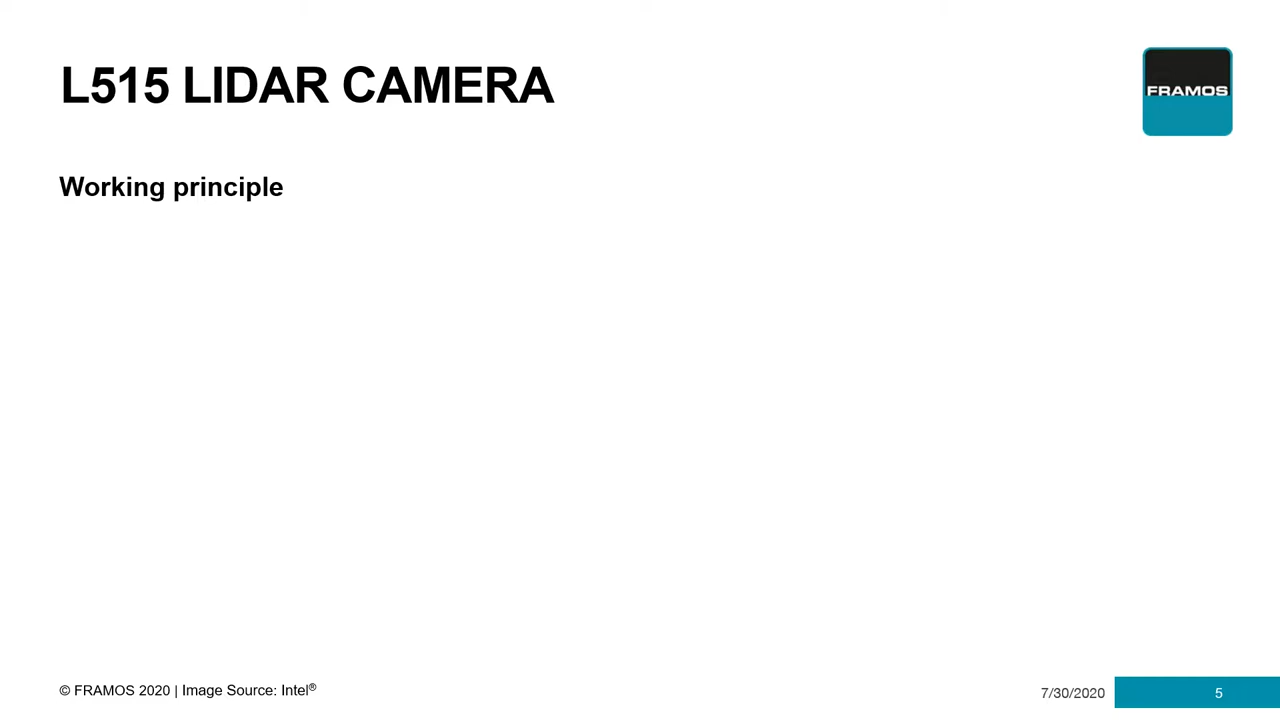 L515 LIDAR CAMERA
FRAMOS
Working principle
© FRAMOS 2020 | Image Source: Intel®
7/30/2020
5